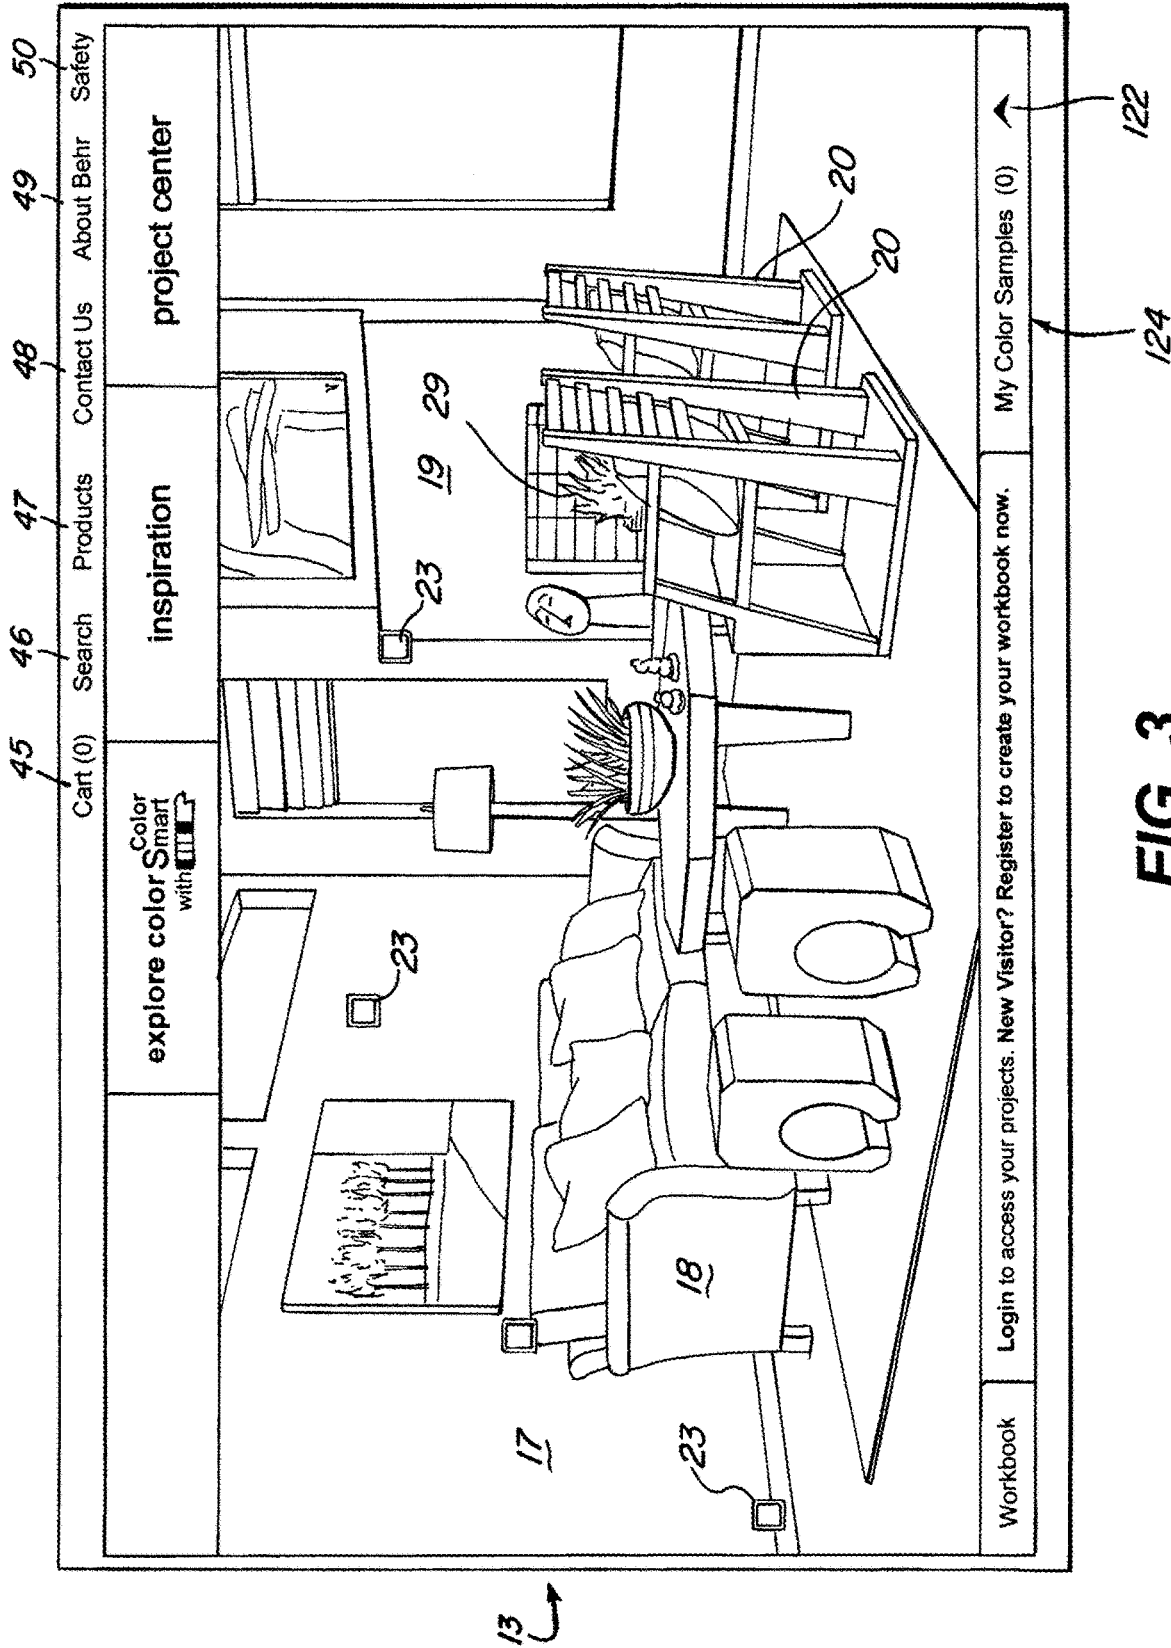 45 46 47 48 49 50
Cart (0) Search Products Contact Us About Behr Safety
explore color inspiration project center
with Color Smart
23
23
19
29
20
20
17
18
23
13
Workbook Login to access your projects. New Visitor? Register to create your workbook now. My Color Samples (0)
124 122
FIG. 3